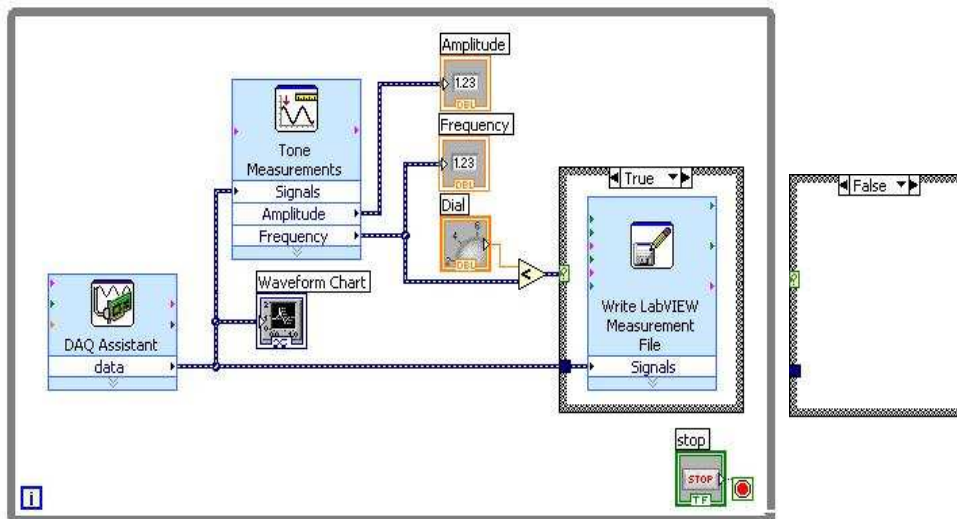 Amplitude
1.23
DBL
Tone
Measurements
Signals
Amplitude
Frequency
Frequency
1.23
DBL
Dial
DBL
True
False
<
?
?
Waveform Chart
DAQ Assistant
data
Write LabVIEW
Measurement
File
Signals
stop
STOP
TF
i